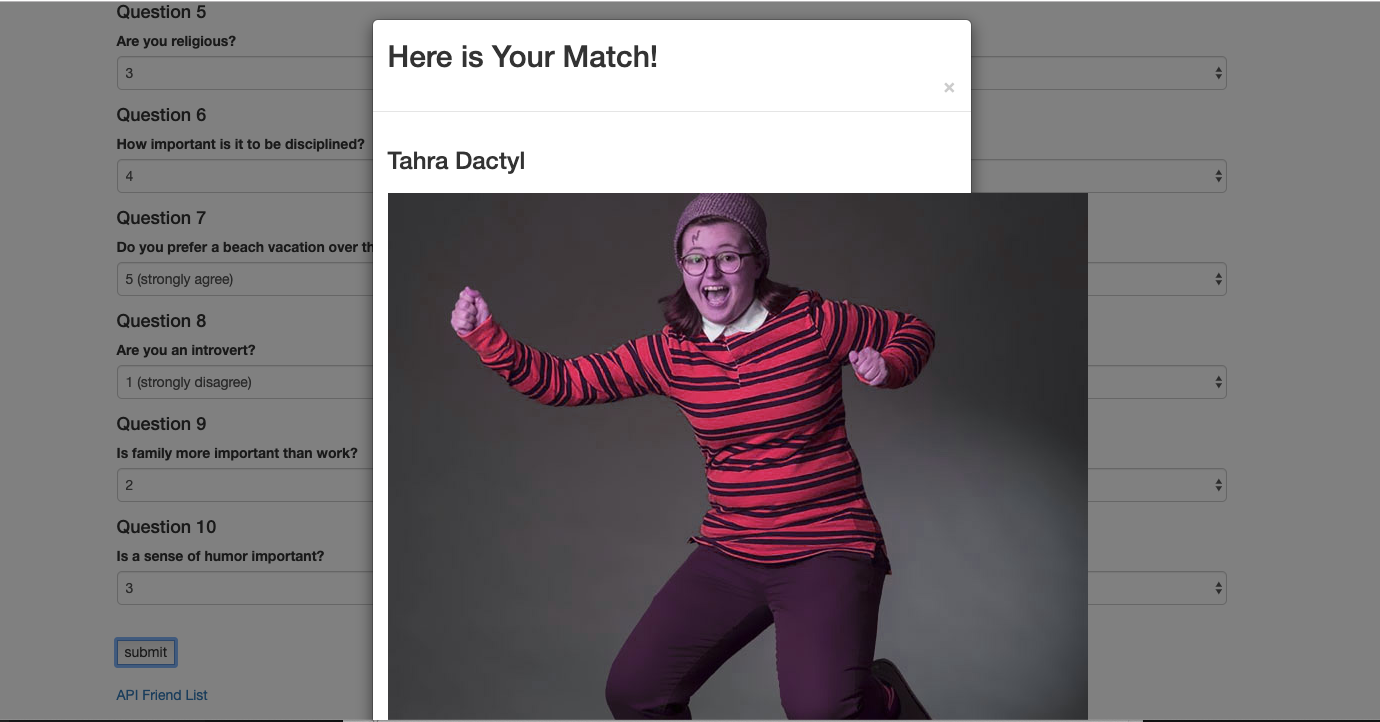 Question 5
Are you religious?
3
Question 6
How important is it to be disciplined?
4
Question 7
Do you prefer a beach vacation over th
5 (strongly agree)
Question 8
Are you an introvert?
1 (strongly disagree)
Question 9
Is family more important than work?
2
Question 10
Is a sense of humor important?
3
submit
API Friend List
Here is Your Match!
×
Tahra Dactyl